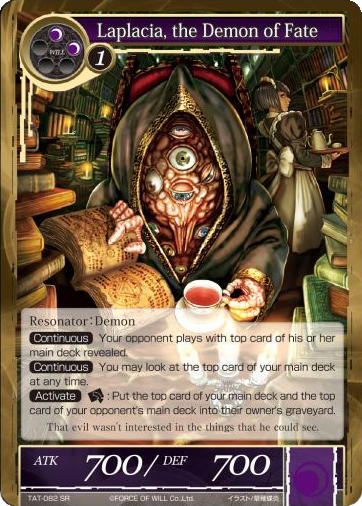 Laplacia, the Demon of Fate
WILL
1
Resonator : Demon
Continuous Your opponent plays with top card of his or her
main deck revealed.
Continuous You may look at the top card of your main deck
at any time.
Activate : Put the top card of your main deck and the top
card of your opponent's main deck into their owner's graveyard.
That evil wasn't interested in the things that he could see.
ATK 700 / DEF 700
TAT-082 SR ©FORCE OF WILL Co.,Ltd. イラスト/